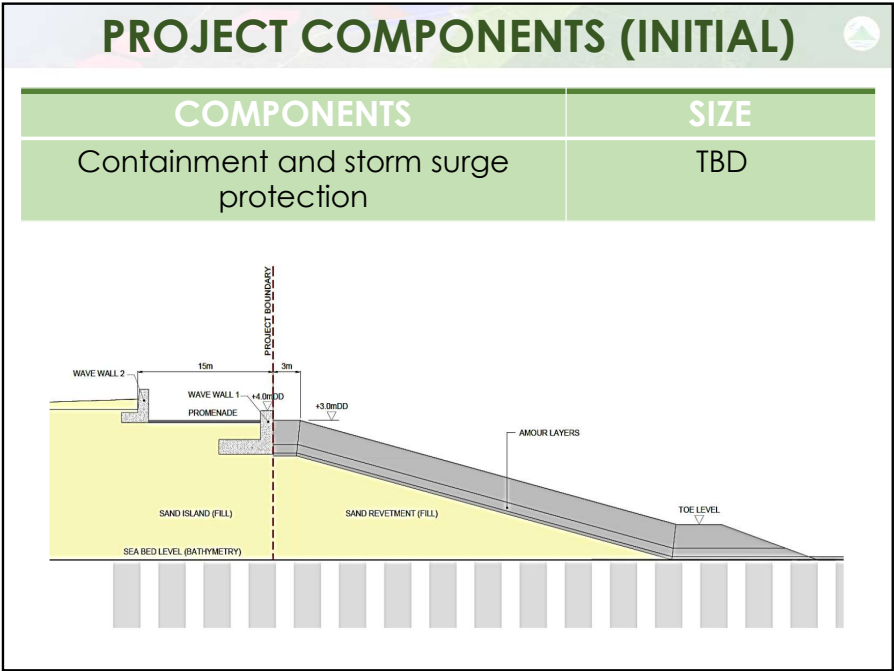 PROJECT COMPONENTS (INITIAL)
COMPONENTS SIZE
Containment and storm surge TBD
protection
PROJECT BOUNDARY
15m 3m
WAVE WALL 2
WAVE WALL 1 +4.0mDD
+3.0mDD
PROMENADE
AMOUR LAYERS
TOE LEVEL
SAND ISLAND (FILL) SAND REVETMENT (FILL)
SEA BED LEVEL (BATHYMETRY)